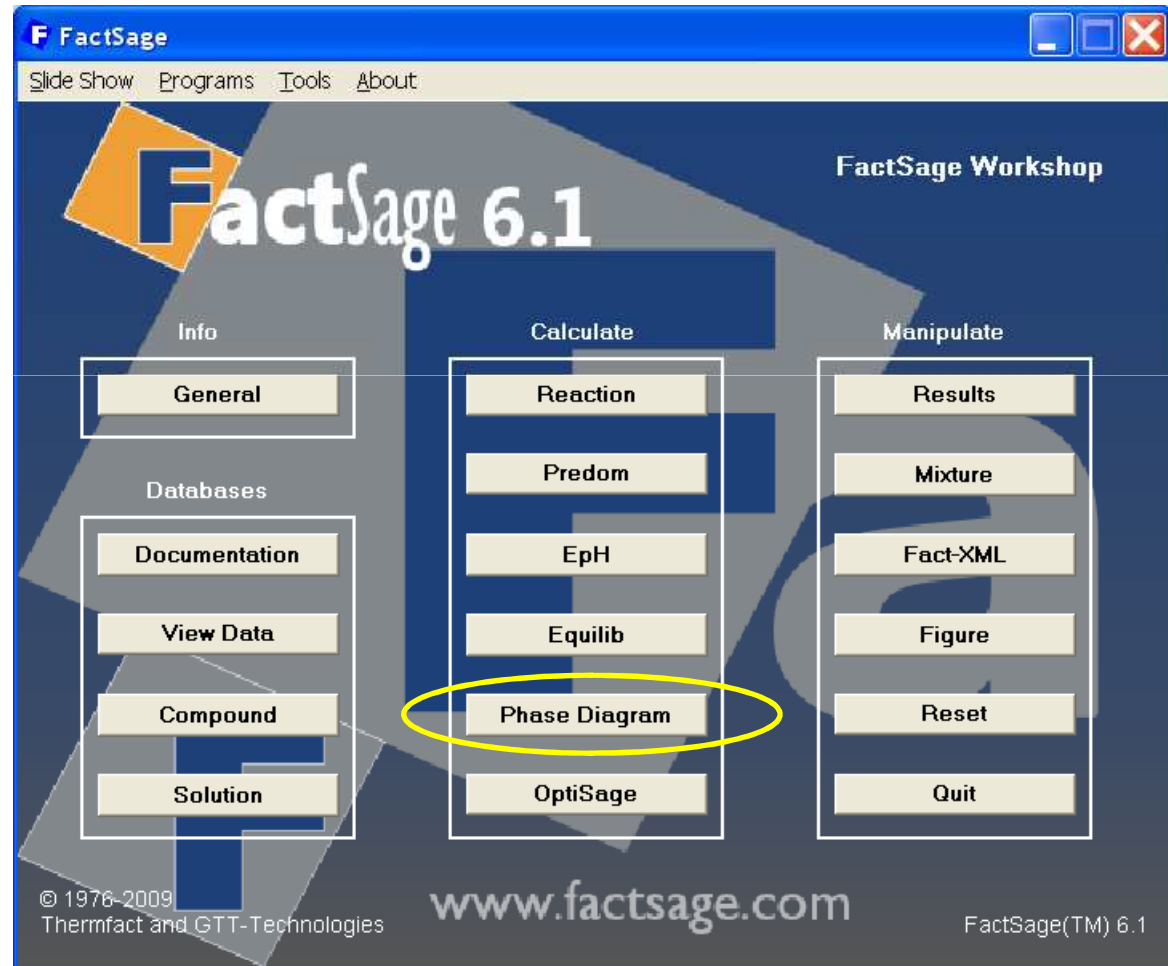 FactSage
Slide Show Programs Tools About
FactSage 6.1
FactSage Workshop
Info
General
Databases
Documentation
View Data
Compound
Solution
Calculate
Reaction
Predom
EpH
Equilib
Phase Diagram
OptiSage
Manipulate
Results
Mixture
Fact-XML
Figure
Reset
Quit
© 1976-2009
Thermfact and GTT-Technologies
www.factsage.com
FactSage(TM) 6.1